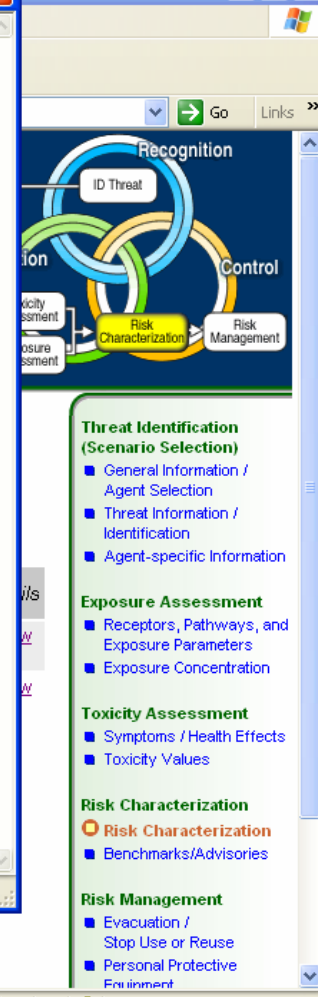 Go Links »
Recognition
ID Threat
Control
Risk
Characterization
Risk
Management
Threat Identification
(Scenario Selection)
General Information /
Agent Selection
Threat Information /
Identification
Agent-specific Information
Exposure Assessment
Receptors, Pathways, and
Exposure Parameters
Exposure Concentration
Toxicity Assessment
Symptoms / Health Effects
Toxicity Values
Risk Characterization
Risk Characterization
Benchmarks/Advisories
Risk Management
Evacuation /
Stop Use or Reuse
Personal Protective
Equipment